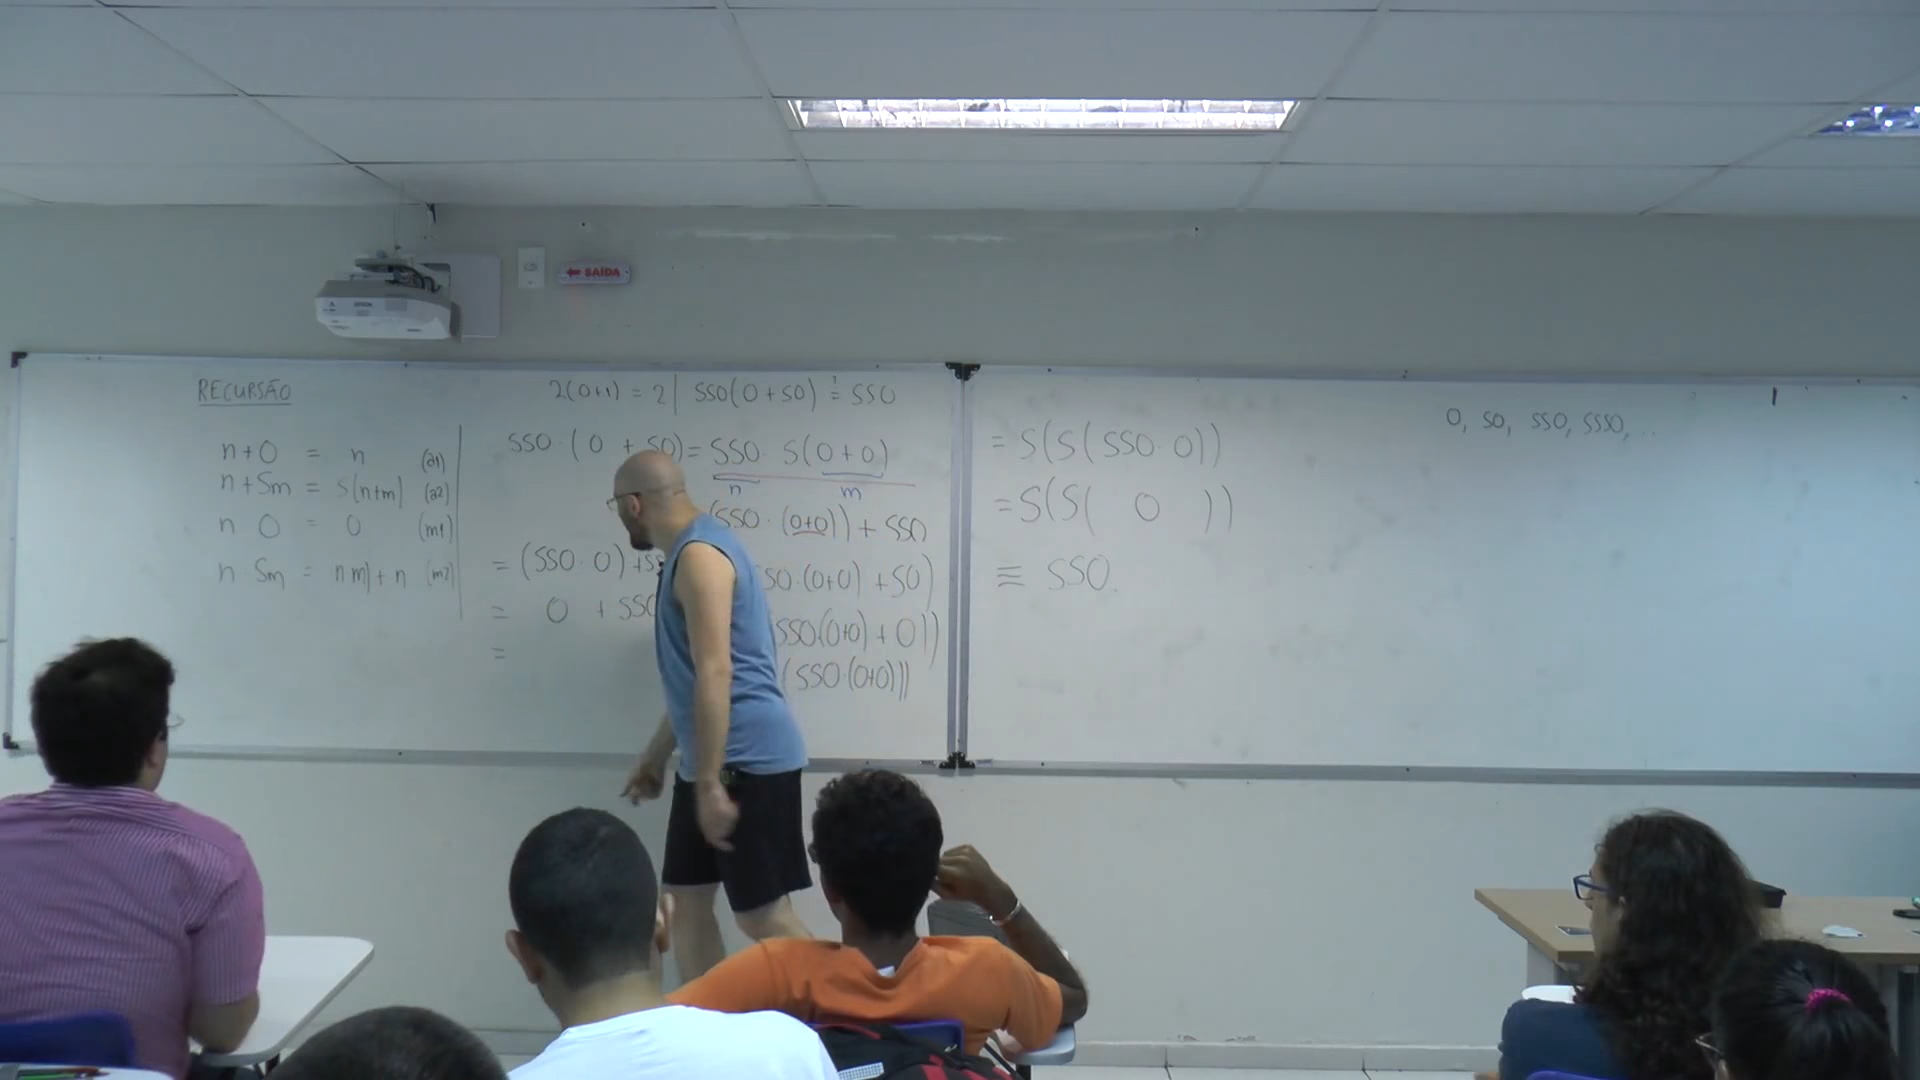 ← SAÍDA
EPSON
RECURSÃO
n+0 = n (a1)
n+Sm = S(n+m) (a2)
n 0 = 0 (m1)
n Sm = n m)+n (m2)
2(0+1) = 2 | SS0(0+S0) ?= SS0
SS0·(0 + S0) = SS0· S(0+0)
n m
(SS0·(0+0))+SS0
= (SS0·0)+SS
SS0·(0+0)+S0)
= 0 + SS0
SS0(0+0)+0))
=
(SS0·(0+0)))
= S(S(SS0·0))
= S(S( 0 ))
≡ SS0.
0, S0, SS0, SSS0, ...